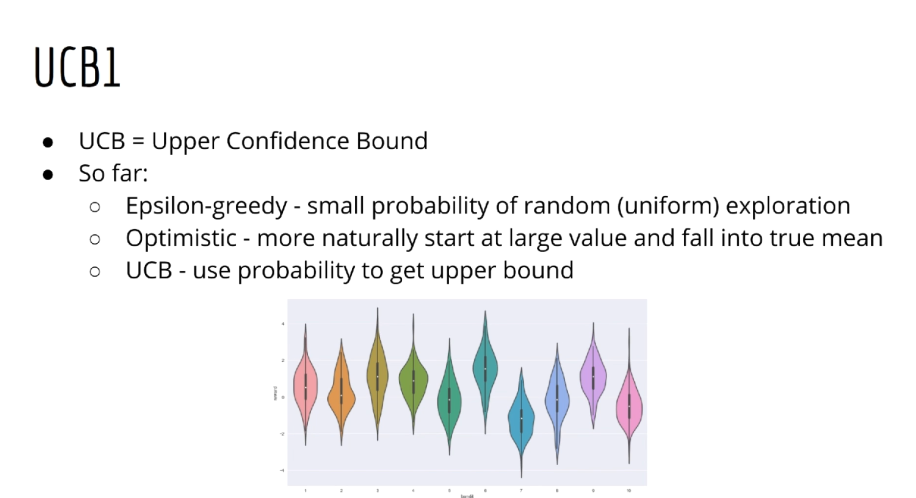 UCB1
● UCB = Upper Confidence Bound
● So far:
○ Epsilon-greedy - small probability of random (uniform) exploration
○ Optimistic - more naturally start at large value and fall into true mean
○ UCB - use probability to get upper bound
4
2
0
-2
-4
1 2 3 4 5 6 7 8 9 10